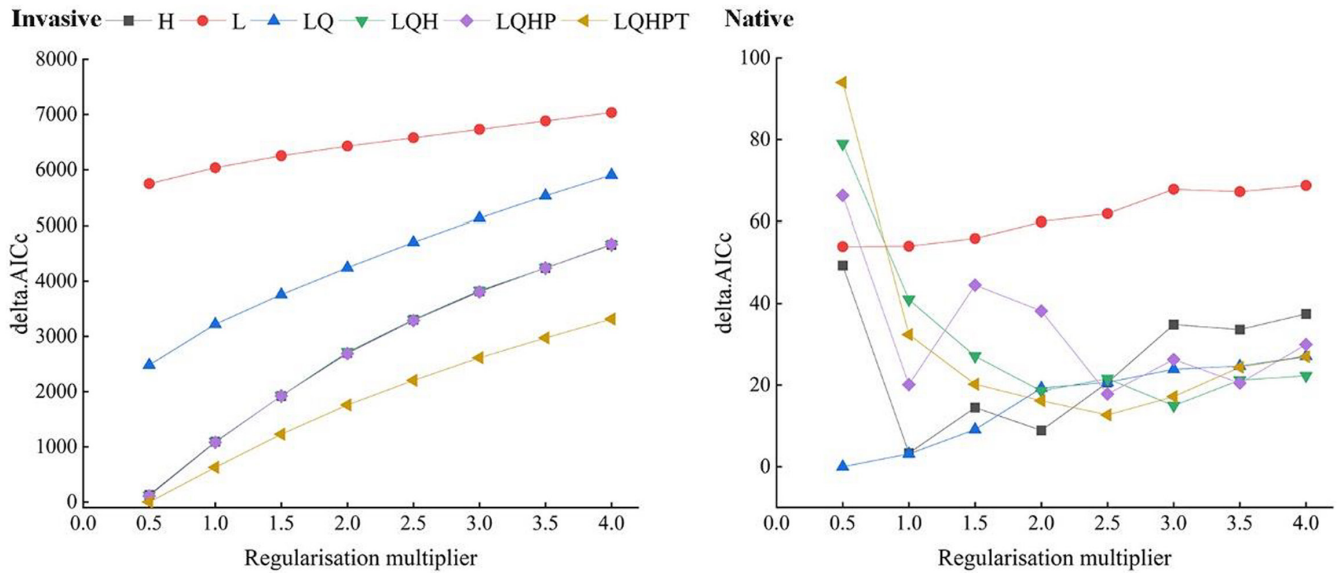 Invasive H L LQ LQH LQHP LQHPT
8000
7000
6000
5000
4000
3000
2000
1000
0
delta.AICc
0.0 0.5 1.0 1.5 2.0 2.5 3.0 3.5 4.0
Regularisation multiplier
Native
100
80
60
40
20
0
delta.AICc
0.0 0.5 1.0 1.5 2.0 2.5 3.0 3.5 4.0
Regularisation multiplier